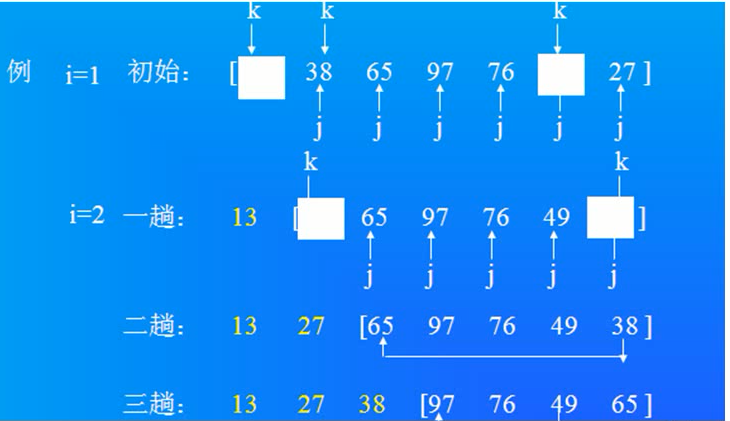 k k k
例 i=1 初始： [ 38 65 97 76 27 ]
j j j j j j
k k
i=2 一趟： 13 [ 65 97 76 49 ]
j j j j j
二趟： 13 27 [65 97 76 49 38 ]
三趟： 13 27 38 [97 76 49 65 ]